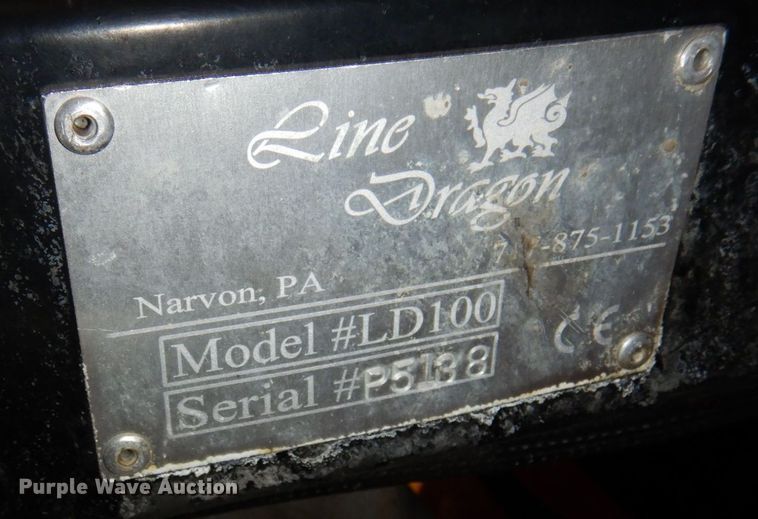 Line
Dragon
875-1153
Narvon, PA
Model #LD100
Serial #P5138
CE
Purple Wave Auction